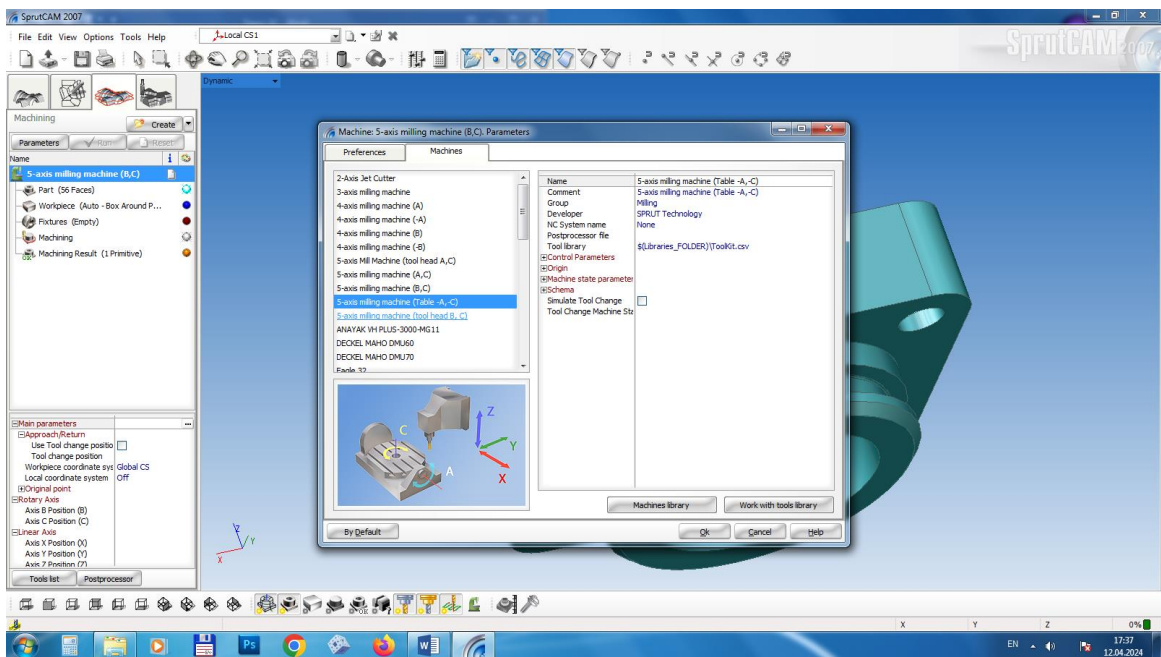 SprutCAM 2007
File Edit View Options Tools Help
Local CS1
SprutCAM 2007
Dynamic
Machining
Create
Parameters Run Reset
Name
5-axis milling machine (B,C)
Part (56 Faces)
Workpiece (Auto - Box Around P...
Fixtures (Empty)
Machining
Machining Result (1 Primitive)
Main parameters
Approach/Return
Use Tool change positio
Tool change position
Workpiece coordinate sys Global CS
Local coordinate system Off
Original point
Rotary Axis
Axis B Position (B)
Axis C Position (C)
Linear Axis
Axis X Position (X)
Axis Y Position (Y)
Axis Z Position (Z)
Tools list Postprocessor
Z
Y
X
Machine: 5-axis milling machine (B,C). Parameters
Preferences Machines
2-Axis Jet Cutter
3-axis milling machine
4-axis milling machine (A)
4-axis milling machine (-A)
4-axis milling machine (B)
4-axis milling machine (-B)
5-axis Mill Machine (tool head A,C)
5-axis milling machine (A,C)
5-axis milling machine (B,C)
5-axis milling machine (Table -A,-C)
5-axis milling machine (tool head B, C)
ANAYAK VH PLUS-3000-MG11
DECKEL MAHO DMU60
DECKEL MAHO DMU70
Eagle 32
Name 5-axis milling machine (Table -A,-C)
Comment 5-axis milling machine (Table -A,-C)
Group Milling
Developer SPRUT Technology
NC System name None
Postprocessor file
Tool library $(Libraries_FOLDER)\ToolKit.csv
Control Parameters
Origin
Machine state parameter
Schema
Simulate Tool Change
Tool Change Machine Sta
C
A
Z
Y
X
Machines library Work with tools library
By Default Ok Cancel Help
X Y Z 0%
Ps W EN 17:37
12.04.2024